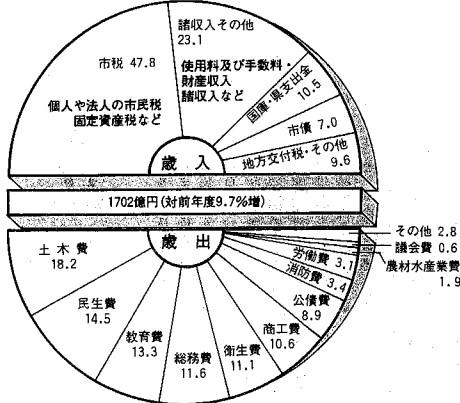 諸収入その他
23.1
市税 47.8
使用料及び手数料・
財産収入
諸収入など
個人や法人の市民税
固定資産税など
国庫・県支出金
10.5
市債 7.0
地方交付税・その他
9.6
歳入
1702億円(対前年度9.7%増)
歳出
土木費
18.2
民生費
14.5
教育費
13.3
総務費
11.6
衛生費
11.1
商工費
10.6
公債費
8.9
消防費 3.4
労働費 3.1
その他 2.8
議会費 0.6
農材水産業費
1.9